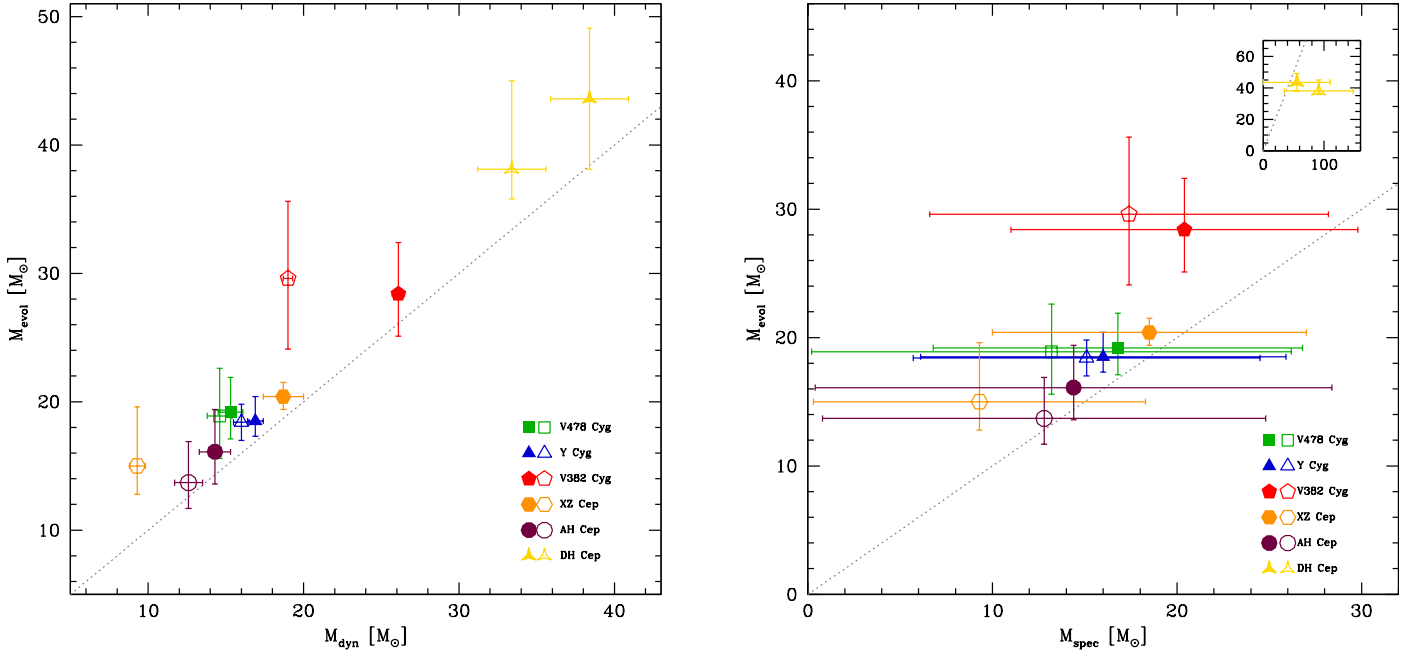 50
40
30
20
10
M_evol [M_⊙]
10 20 30 40
M_dyn [M_⊙]
V478 Cyg
Y Cyg
V382 Cyg
XZ Cep
AH Cep
DH Cep
40
30
20
10
0
M_evol [M_⊙]
0 10 20 30
M_spec [M_⊙]
60
40
20
0
0 100
V478 Cyg
Y Cyg
V382 Cyg
XZ Cep
AH Cep
DH Cep